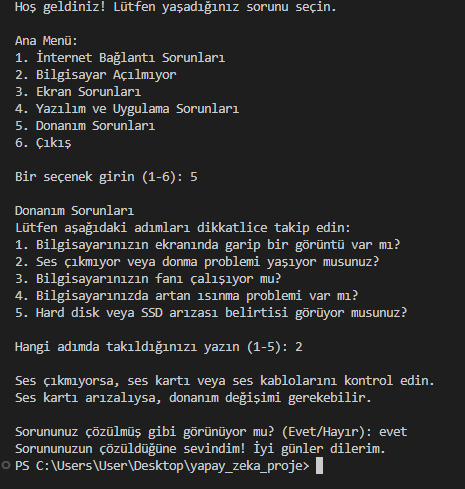 Hoş geldiniz! Lütfen yaşadığınız sorunu seçin.
Ana Menü:
1. İnternet Bağlantı Sorunları
2. Bilgisayar Açılmıyor
3. Ekran Sorunları
4. Yazılım ve Uygulama Sorunları
5. Donanım Sorunları
6. Çıkış
Bir seçenek girin (1-6): 5
Donanım Sorunları
Lütfen aşağıdaki adımları dikkatlice takip edin:
1. Bilgisayarınızın ekranında garip bir görüntü var mı?
2. Ses çıkmıyor veya donma problemi yaşıyor musunuz?
3. Bilgisayarınızın fanı çalışıyor mu?
4. Bilgisayarınızda artan ısınma problemi var mı?
5. Hard disk veya SSD arızası belirtisi görüyor musunuz?
Hangi adımda takıldığınızı yazın (1-5): 2
Ses çıkmıyorsa, ses kartı veya ses kablolarını kontrol edin.
Ses kartı arızalıysa, donanım değişimi gerekebilir.
Sorununuz çözülmüş gibi görünüyor mu? (Evet/Hayır): evet
Sorununuzun çözüldüğüne sevindim! İyi günler dilerim.
PS C:\Users\User\Desktop\yapay_zeka_proje>